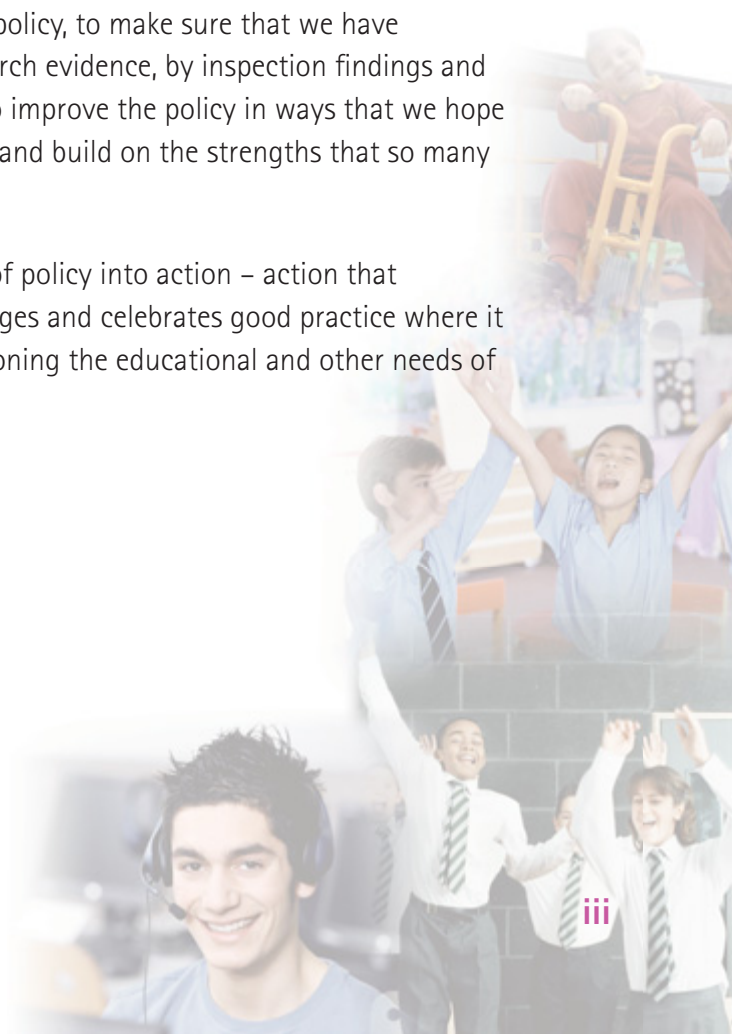 policy, to make sure that we have
rch evidence, by inspection findings and
improve the policy in ways that we hope
and build on the strengths that so many
of policy into action – action that
ges and celebrates good practice where it
oning the educational and other needs of
iii